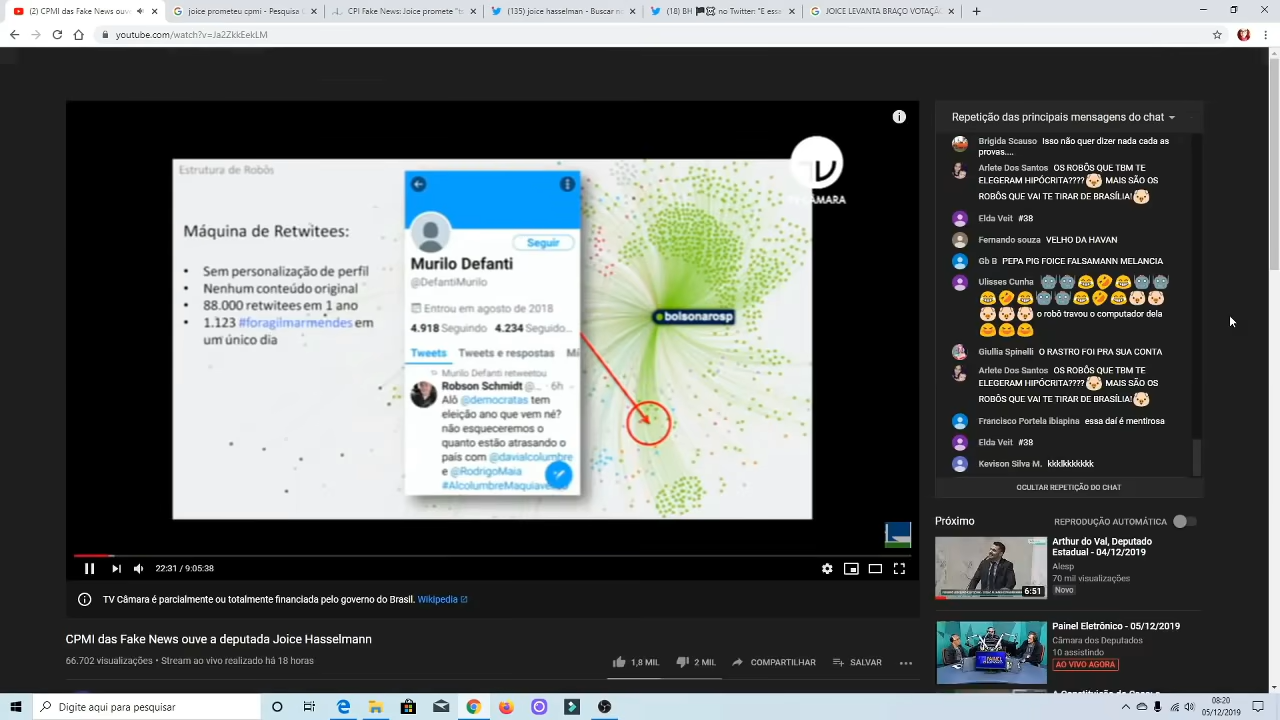 (2) CPMI das Fake News ouv
joice prometeu cpmi - Pesquisa
CPI Fake News:Joice promete "b
(135) joice hasselman - Buscar no
(18) BH
no Twitter: "E essa
JOICE LEVANTA BRAÇO VOTAÇÃ
youtube.com/watch?v=Ja2ZkkEekLM
Estrutura de Robôs
Máquina de Retwitees:
• Sem personalização de perfil
• Nenhum conteúdo original
• 88.000 retwitees em 1 ano
• 1.123 #foragilmarmendes em
um único dia
Seguir
Murilo Defanti
@DefantiMurilo
Entrou em agosto de 2018
4.918 Seguindo 4.234 Seguido...
Tweets Tweets e respostas Mí
Murilo Defanti retweetou
Robson Schmidt @... · 6h
Alô @democratas tem
eleição ano que vem né?
não esqueceremos o
quanto estão atrasando o
país com @davialcolumbre
e @RodrigoMaia
bolsonarosp
TV CÂMARA
22:31 / 9:05:38
TV Câmara é parcialmente ou totalmente financiada pelo governo do Brasil. Wikipedia
CPMI das Fake News ouve a deputada Joice Hasselmann
66.702 visualizações • Stream ao vivo realizado há 18 horas
1,8 MIL 2 MIL COMPARTILHAR SALVAR
Repetição das principais mensagens do chat
Brigida Scauso Isso não quer dizer nada cada as
provas....
Arlete Dos Santos OS ROBÔS QUE TBM TE
ELEGERAM HIPÓCRITA???? MAIS SÃO OS
ROBÔS QUE VAI TE TIRAR DE BRASÍLIA!
Elda Veit #38
Fernando souza VELHO DA HAVAN
Gb B PEPA PIG FOICE FALSAMANN MELANCIA
Ulisses Cunha
o robô travou o computador dela
Giullia Spinelli O RASTRO FOI PRA SUA CONTA
Arlete Dos Santos OS ROBÔS QUE TBM TE
ELEGERAM HIPÓCRITA???? MAIS SÃO OS
ROBÔS QUE VAI TE TIRAR DE BRASÍLIA!
Francisco Portela ibiapina essa daí é mentirosa
Elda Veit #38
Kevison Silva M. kkklkkkkkkk
OCULTAR REPETIÇÃO DO CHAT
Próximo REPRODUÇÃO AUTOMÁTICA
Arthur do Val, Deputado
Estadual - 04/12/2019
Alesp
70 mil visualizações
Novo
6:51
Painel Eletrônico - 05/12/2019
Câmara dos Deputados
10 assistindo
AO VIVO AGORA
Digite aqui para pesquisar
08:20
05/12/2019